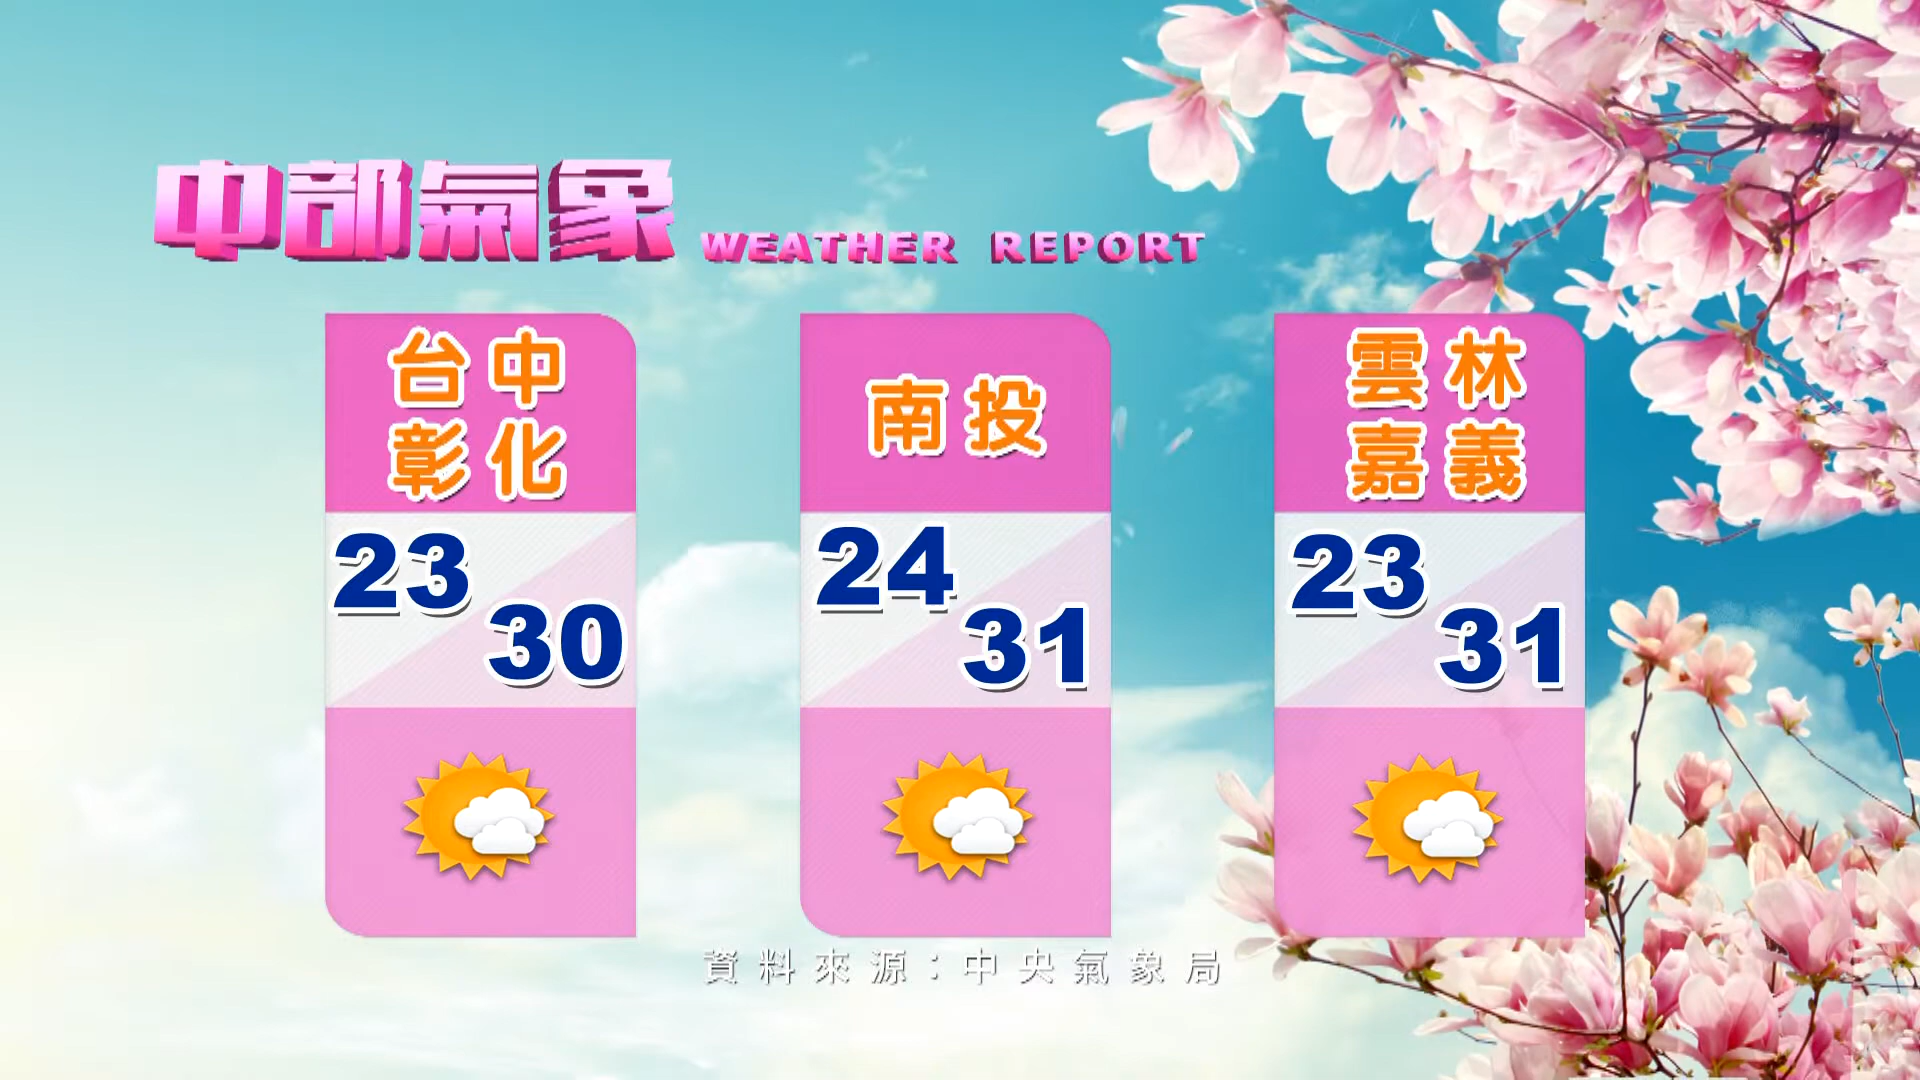 中部氣象 WEATHER REPORT
台中
彰化
23
30
南投
24
31
雲林
嘉義
23
31
資料來源：中央氣象局